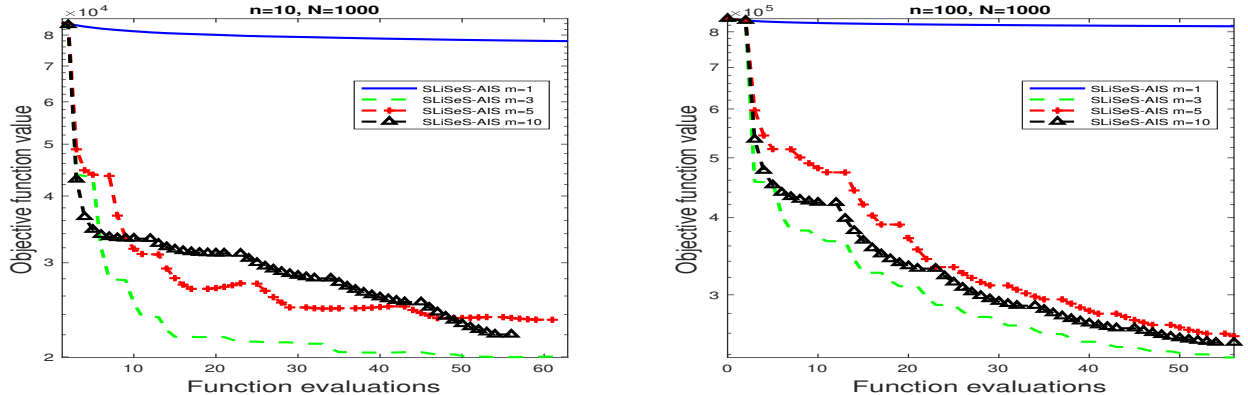 n=10, N=1000
×10⁴
8
7
6
5
4
3
2
Objective function value
SLiSeS-AIS m=1
SLiSeS-AIS m=3
SLiSeS-AIS m=5
SLiSeS-AIS m=10
10 20 30 40 50 60
Function evaluations
n=100, N=1000
×10⁵
8
7
6
5
4
3
Objective function value
SLiSeS-AIS m=1
SLiSeS-AIS m=3
SLiSeS-AIS m=5
SLiSeS-AIS m=10
0 10 20 30 40 50
Function evaluations